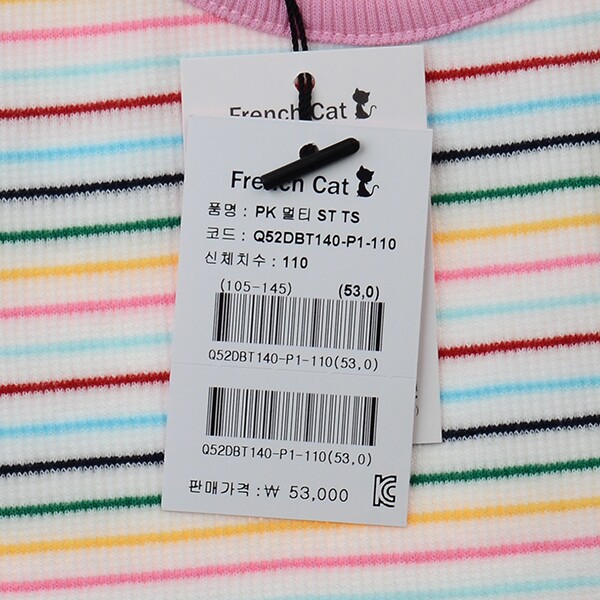 French Cat
French Cat
품명 : PK 멀티 ST TS
코드 : Q52DBT140-P1-110
신체치수 : 110
(105-145) (53,0)
Q52DBT140-P1-110(53,0)
Q52DBT140-P1-110(53,0)
판매가격 : ₩ 53,000